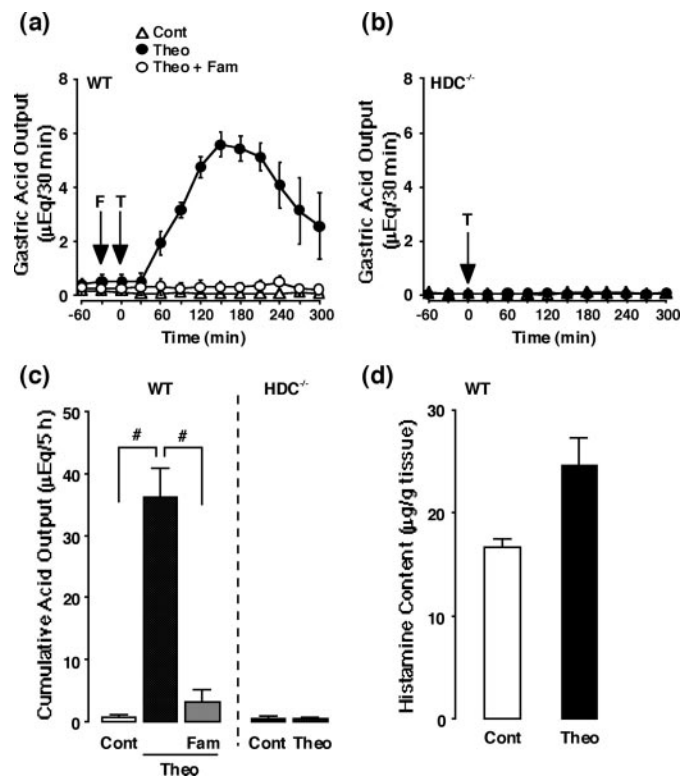 (a)
△ Cont
● Theo
○ Theo + Fam
WT
Gastric Acid Output
(μEq/30 min)
8
6
4
2
0
F T
-60 0 60 120 180 240 300
Time (min)
(b)
HDC-/-
Gastric Acid Output
(μEq/30 min)
8
6
4
2
0
T
-60 0 60 120 180 240 300
Time (min)
(c)
WT
HDC-/-
Cumulative Acid Output (μEq/5 h)
50
40
30
20
10
0
# #
Cont Fam
Theo
Cont Theo
(d)
WT
Histamine Content (μg/g tissue)
30
20
10
0
Cont Theo